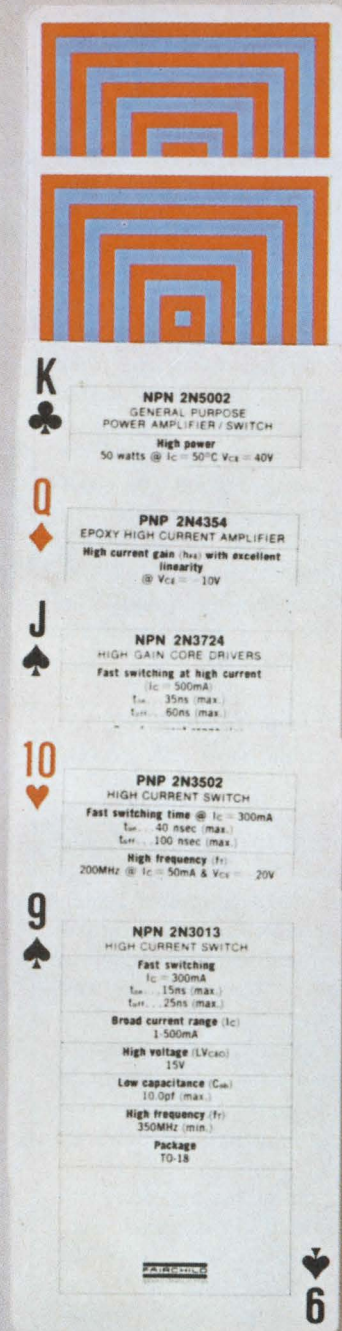 K
NPN 2N5002
GENERAL PURPOSE
POWER AMPLIFIER / SWITCH
High power
50 watts @ Ic = 50°C VCE = 40V
Q
PNP 2N4354
EPOXY HIGH CURRENT AMPLIFIER
High current gain (hFE) with excellent
linearity
@ VCE = -10V
J
NPN 2N3724
HIGH GAIN CORE DRIVERS
Fast switching at high current
(Ic = 500mA)
ton... 35ns (max.)
toff... 60ns (max.)
10
PNP 2N3502
HIGH CURRENT SWITCH
Fast switching time @ Ic = 300mA
ton...40 nsec (max.)
toff...100 nsec (max.)
High frequency (fT)
200MHz @ Ic = 50mA & VCE = 20V
9
NPN 2N3013
HIGH CURRENT SWITCH
Fast switching
Ic = 300mA
ton...15ns (max.)
toff...25ns (max.)
Broad current range (Ic)
1-500mA
High voltage (LVCEO)
15V
Low capacitance (Cob)
10.0pf (max.)
High frequency (fT)
350MHz (min.)
Package
TO-18
FAIRCHILD
9